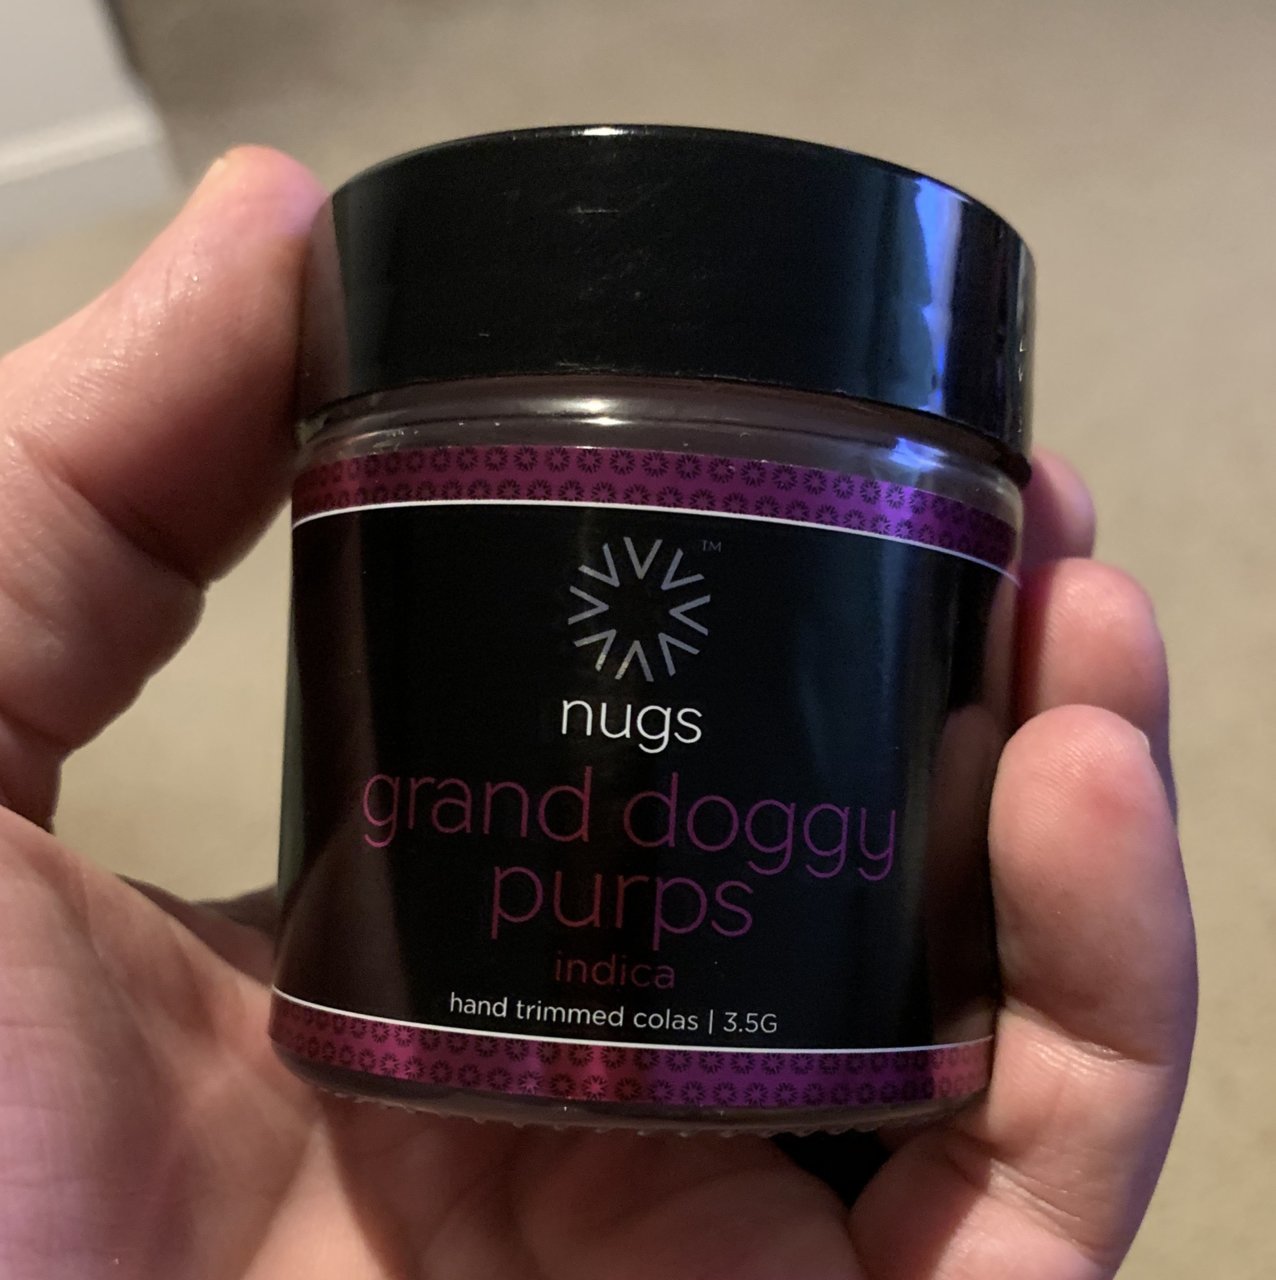 TM
nugs
grand doggy
purps
indica
hand trimmed colas | 3.5G